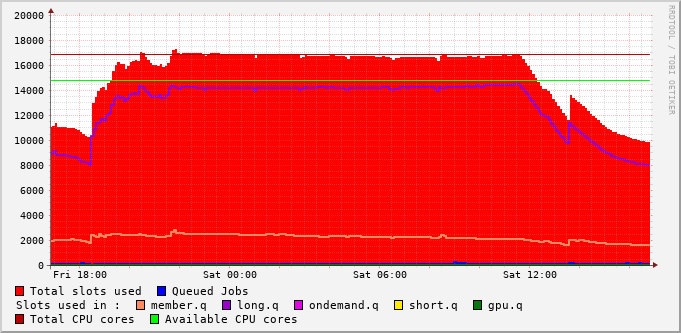 20000
18000
16000
14000
12000
10000
8000
6000
4000
2000
0
Fri 18:00 Sat 00:00 Sat 06:00 Sat 12:00
RRDTOOL / TOBI OETIKER
Total slots used Queued Jobs
Slots used in : member.q long.q ondemand.q short.q gpu.q
Total CPU cores Available CPU cores